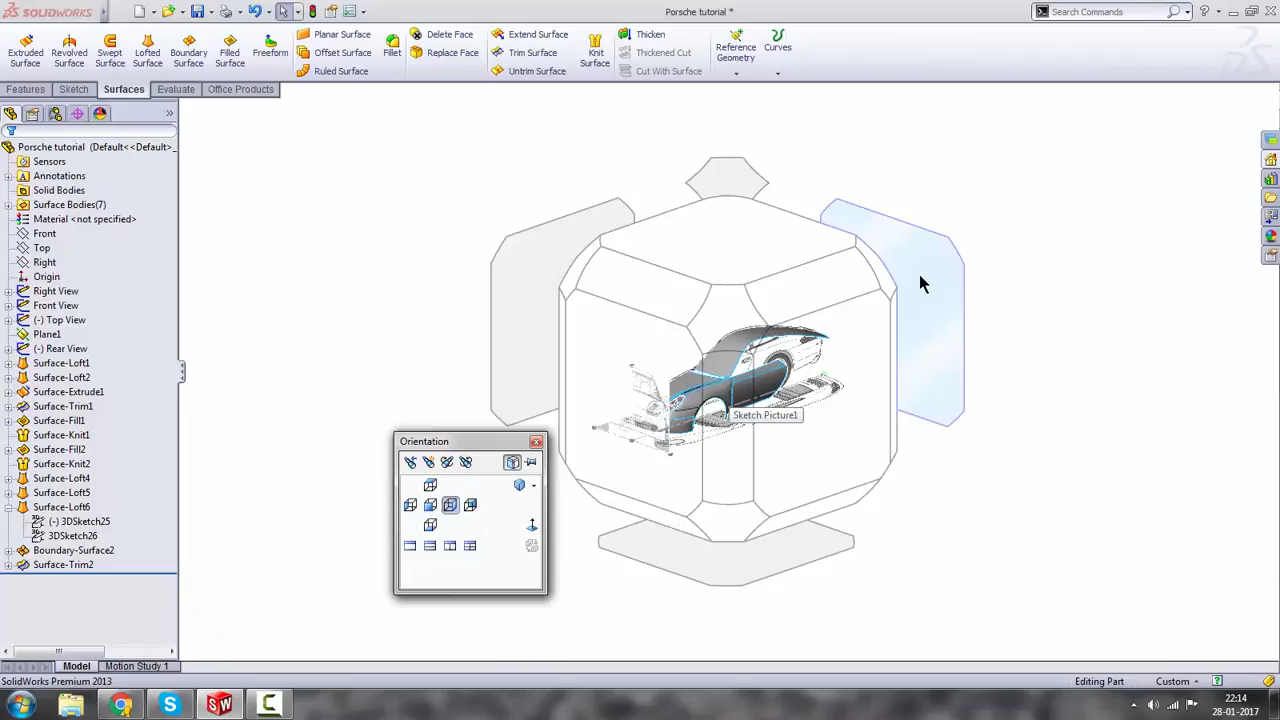 SOLIDWORKS
Porsche tutorial *
Search Commands
Extruded Surface
Revolved Surface
Swept Surface
Lofted Surface
Boundary Surface
Filled Surface
Freeform
Planar Surface
Offset Surface
Ruled Surface
Fillet
Delete Face
Replace Face
Extend Surface
Trim Surface
Untrim Surface
Knit Surface
Thicken
Thickened Cut
Cut With Surface
Reference Geometry
Curves
Features
Sketch
Surfaces
Evaluate
Office Products
Porsche tutorial (Default<<Default>_
Sensors
Annotations
Solid Bodies
Surface Bodies(7)
Material <not specified>
Front
Top
Right
Origin
Right View
Front View
(-) Top View
Plane1
(-) Rear View
Surface-Loft1
Surface-Loft2
Surface-Extrude1
Surface-Trim1
Surface-Fill1
Surface-Knit1
Surface-Fill2
Surface-Knit2
Surface-Loft4
Surface-Loft5
Surface-Loft6
(-) 3DSketch25
3DSketch26
Boundary-Surface2
Surface-Trim2
Sketch Picture1
Orientation
Model
Motion Study 1
SolidWorks Premium 2013
Editing Part
Custom
22:14
28-01-2017